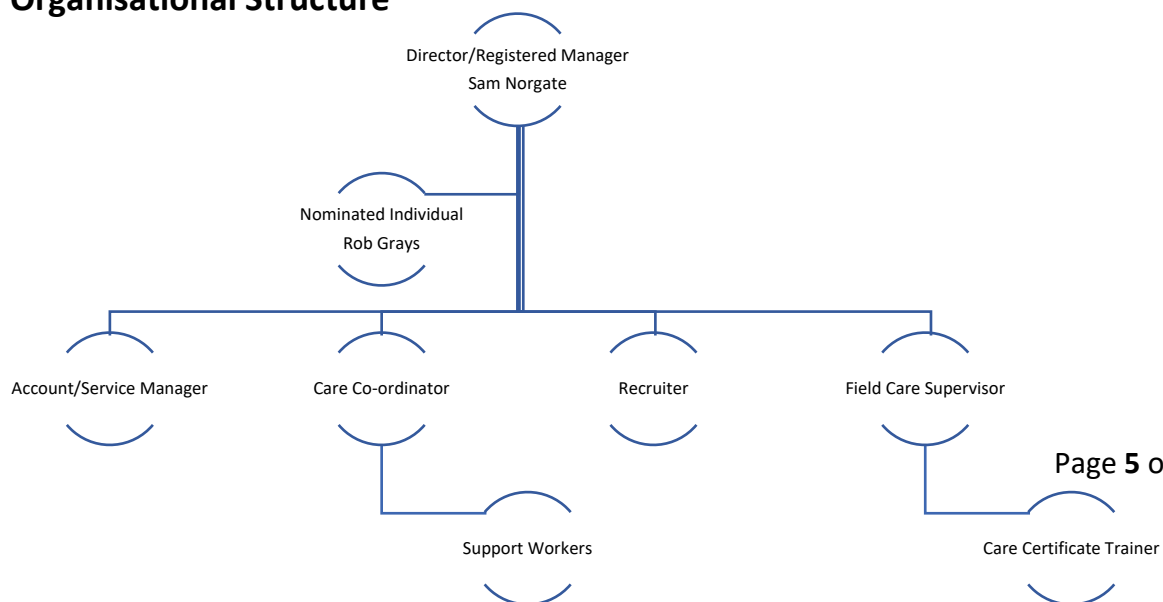 Organisational Structure
Director/Registered Manager
Sam Norgate
Nominated Individual
Rob Grays
Account/Service Manager
Care Co-ordinator
Recruiter
Field Care Supervisor
Page 5 o
Support Workers
Care Certificate Trainer